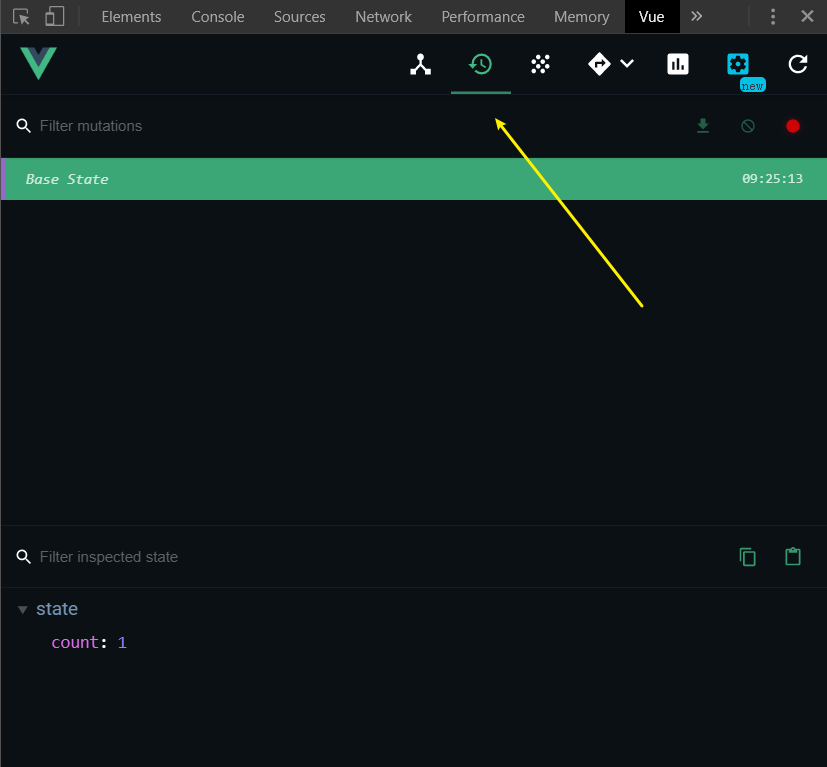 Elements Console Sources Network Performance Memory Vue
new
Filter mutations
Base State 09:25:13
Filter inspected state
state
count: 1